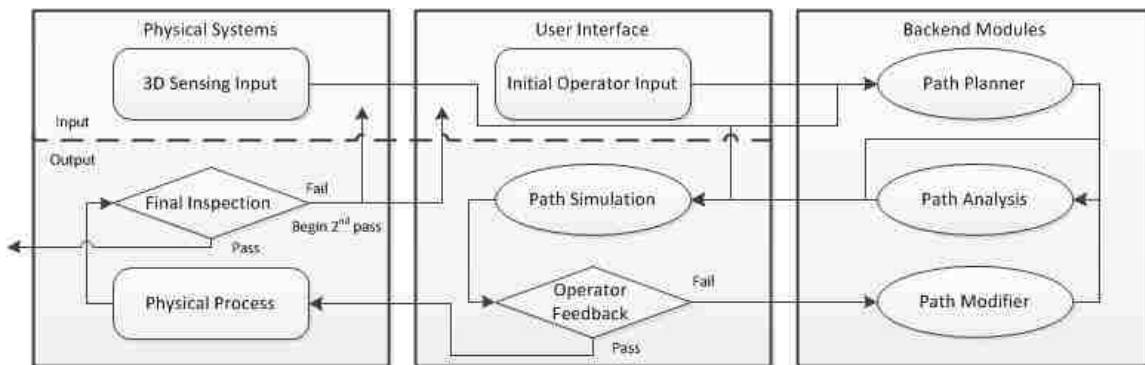 Physical Systems
User Interface
Backend Modules
3D Sensing Input
Initial Operator Input
Path Planner
Input
Output
Final Inspection
Fail
Begin 2nd pass
Pass
Path Simulation
Path Analysis
Physical Process
Operator
Feedback
Fail
Pass
Path Modifier